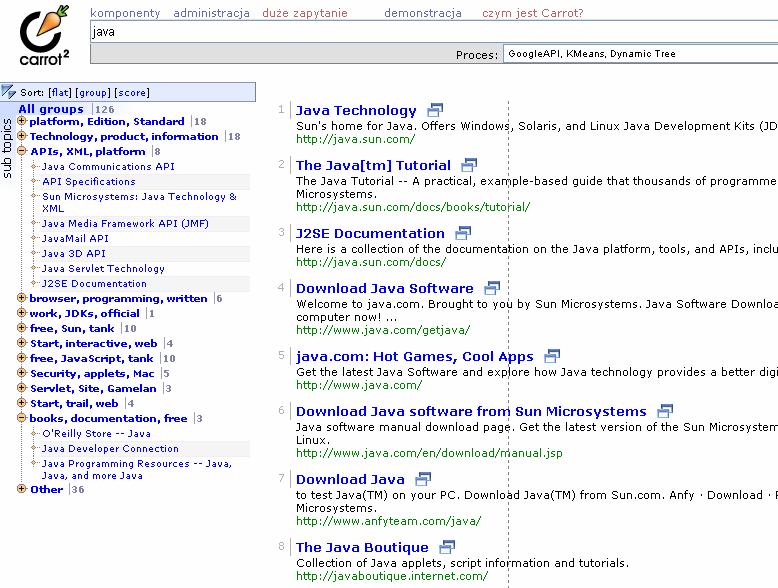 carrot²
komponenty administracja duże zapytanie demonstracja czym jest Carrot?
java
Proces: GoogleAPI, KMeans, Dynamic Tree
Sort: [flat] [group] [score]
sub topics
All groups |126
platform, Edition, Standard |18
Technology, product, information |18
APIs, XML, platform |8
Java Communications API
API Specifications
Sun Microsystems: Java Technology &
XML
Java Media Framework API (JMF)
JavaMail API
Java 3D API
Java Servlet Technology
J2SE Documentation
browser, programming, written |6
work, JDKs, official |1
free, Sun, tank |10
Start, interactive, web |4
free, JavaScript, tank |10
Security, applets, Mac |5
Servlet, Site, Gamelan |3
Start, trail, web |4
books, documentation, free |3
O'Reilly Store -- Java
Java Developer Connection
Java Programming Resources -- Java,
Java, and more Java
Other |36
1 Java Technology
Sun's home for Java. Offers Windows, Solaris, and Linux Java Development Kits (JD
http://java.sun.com/
2 The Java[tm] Tutorial
The Java Tutorial -- A practical, example-based guide that thousands of programme
Microsystems.
http://java.sun.com/docs/books/tutorial/
3 J2SE Documentation
Here is a collection of the documentation on the Java platform, tools, and APIs, inclu
http://java.sun.com/docs/
4 Download Java Software
Welcome to java.com. Brought to you by Sun Microsystems. Java Software Downloa
computer now! ...
http://www.java.com/getjava/
5 java.com: Hot Games, Cool Apps
Get the latest Java Software and explore how Java technology provides a better digi
http://www.java.com/
6 Download Java software from Sun Microsystems
Java software manual download page. Get the latest version of the Sun Microsystem
Linux.
http://www.java.com/en/download/manual.jsp
7 Download Java
to test Java(TM) on your PC. Download Java(TM) from Sun.com. Anfy · Download · P
Microsystems.
http://www.anfyteam.com/java/
8 The Java Boutique
Collection of Java applets, script information and tutorials.
http://javaboutique.internet.com/